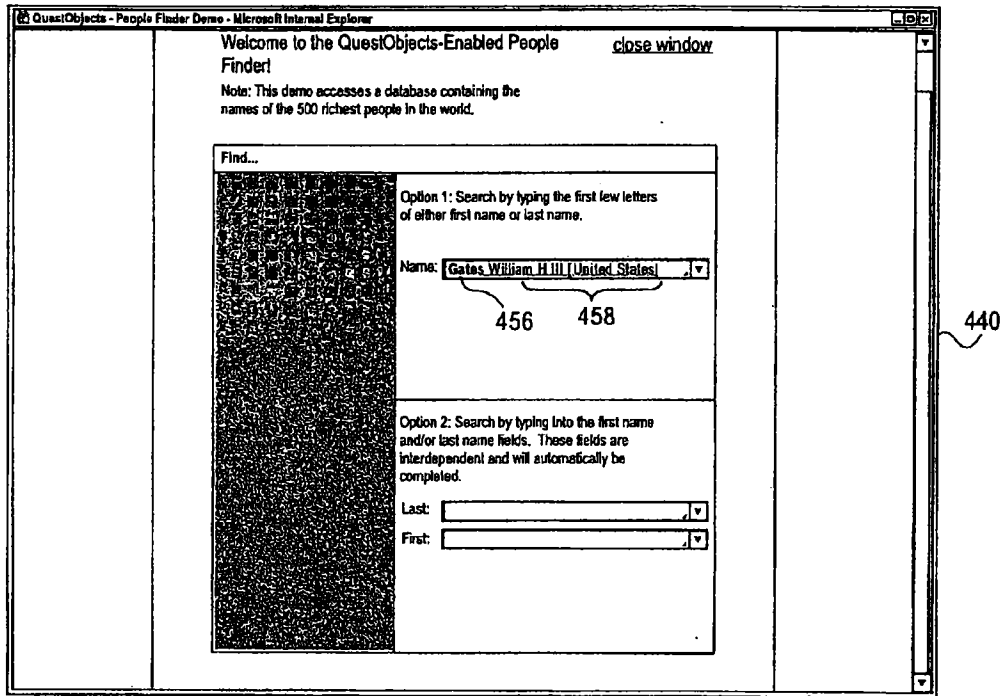 QuestObjects - People Finder Demo - Microsoft Internet Explorer
Welcome to the QuestObjects-Enabled People
Finder!
close window
Note: This demo accesses a database containing the
names of the 500 richest people in the world.
Find...
Option 1: Search by typing the first few letters
of either first name or last name.
Name: Gates William H III [United States]
456
458
440
Option 2: Search by typing into the first name
and/or last name fields. These fields are
interdependent and will automatically be
completed.
Last:
First: